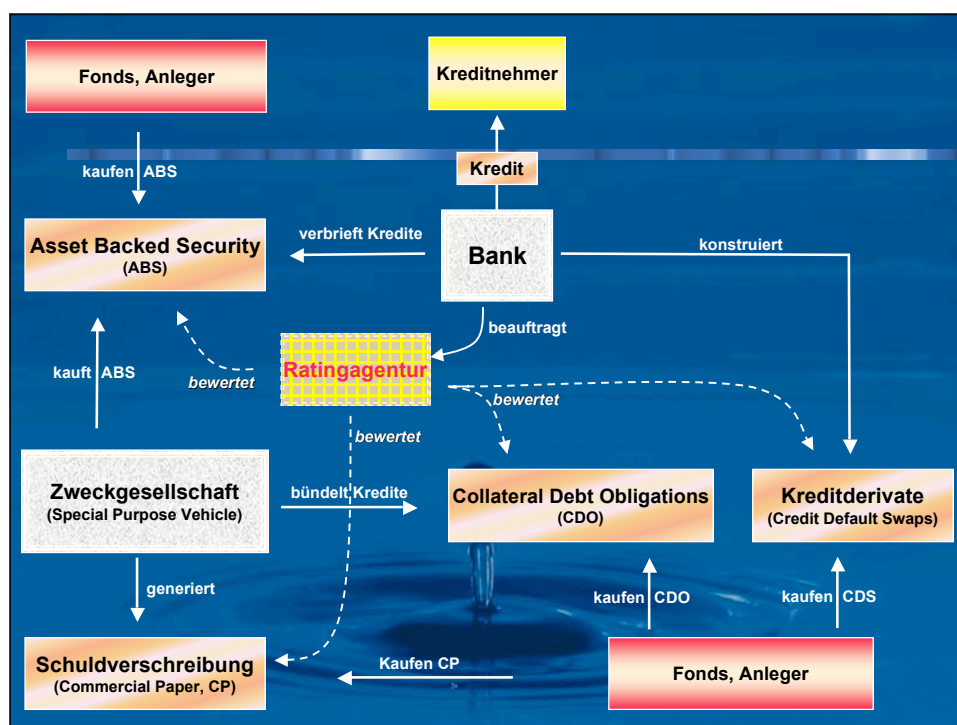 Fonds, Anleger
Kreditnehmer
kaufen ABS
Kredit
Asset Backed Security
(ABS)
verbrieft Kredite
Bank
konstruiert
beauftragt
kauft ABS
bewertet
Ratingagentur
bewertet
bewertet
Zweckgesellschaft
(Special Purpose Vehicle)
bündelt Kredite
Collateral Debt Obligations
(CDO)
Kreditderivate
(Credit Default Swaps)
generiert
kaufen CDO
kaufen CDS
Schuldverschreibung
(Commercial Paper, CP)
Kaufen CP
Fonds, Anleger